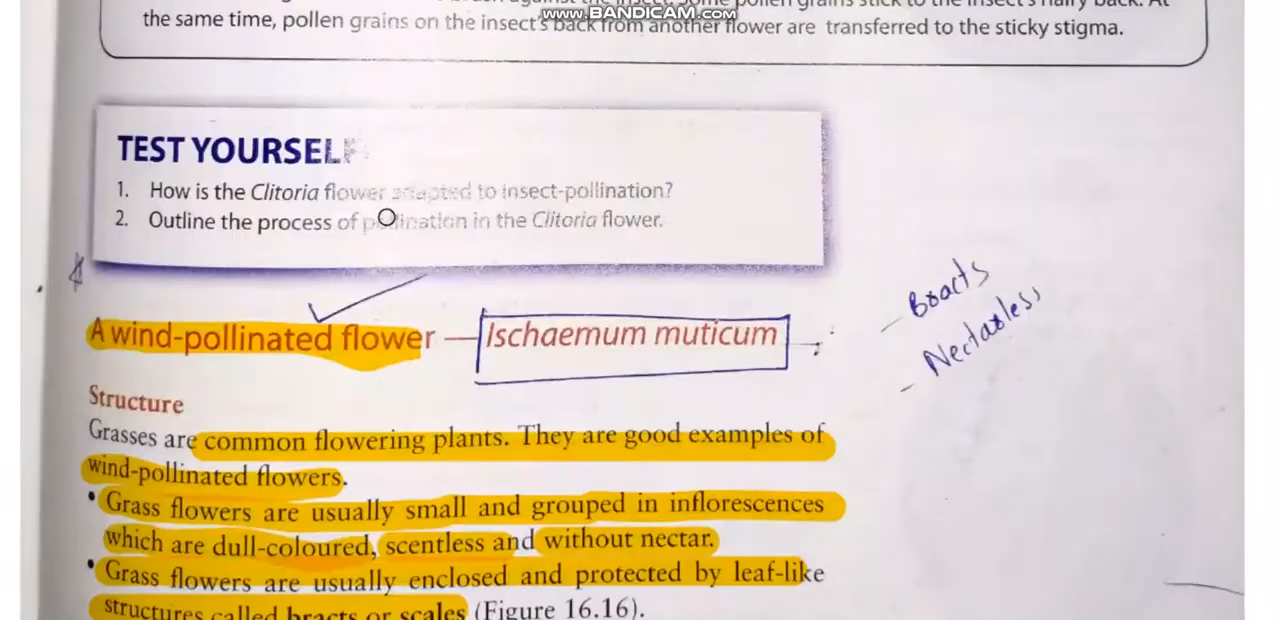 www.BANDICAM.com
the same time, pollen grains on the insect's back from another flower are transferred to the sticky stigma.
TEST YOURSELF
1. How is the Clitoria flower adapted to insect-pollination?
2. Outline the process of pollination in the Clitoria flower.
A wind-pollinated flower — Ischaemum muticum
- Bracts
- Nectarless
Structure
Grasses are common flowering plants. They are good examples of
wind-pollinated flowers.
• Grass flowers are usually small and grouped in inflorescences
which are dull-coloured, scentless and without nectar.
• Grass flowers are usually enclosed and protected by leaf-like
structures called bracts or scales (Figure 16.16).